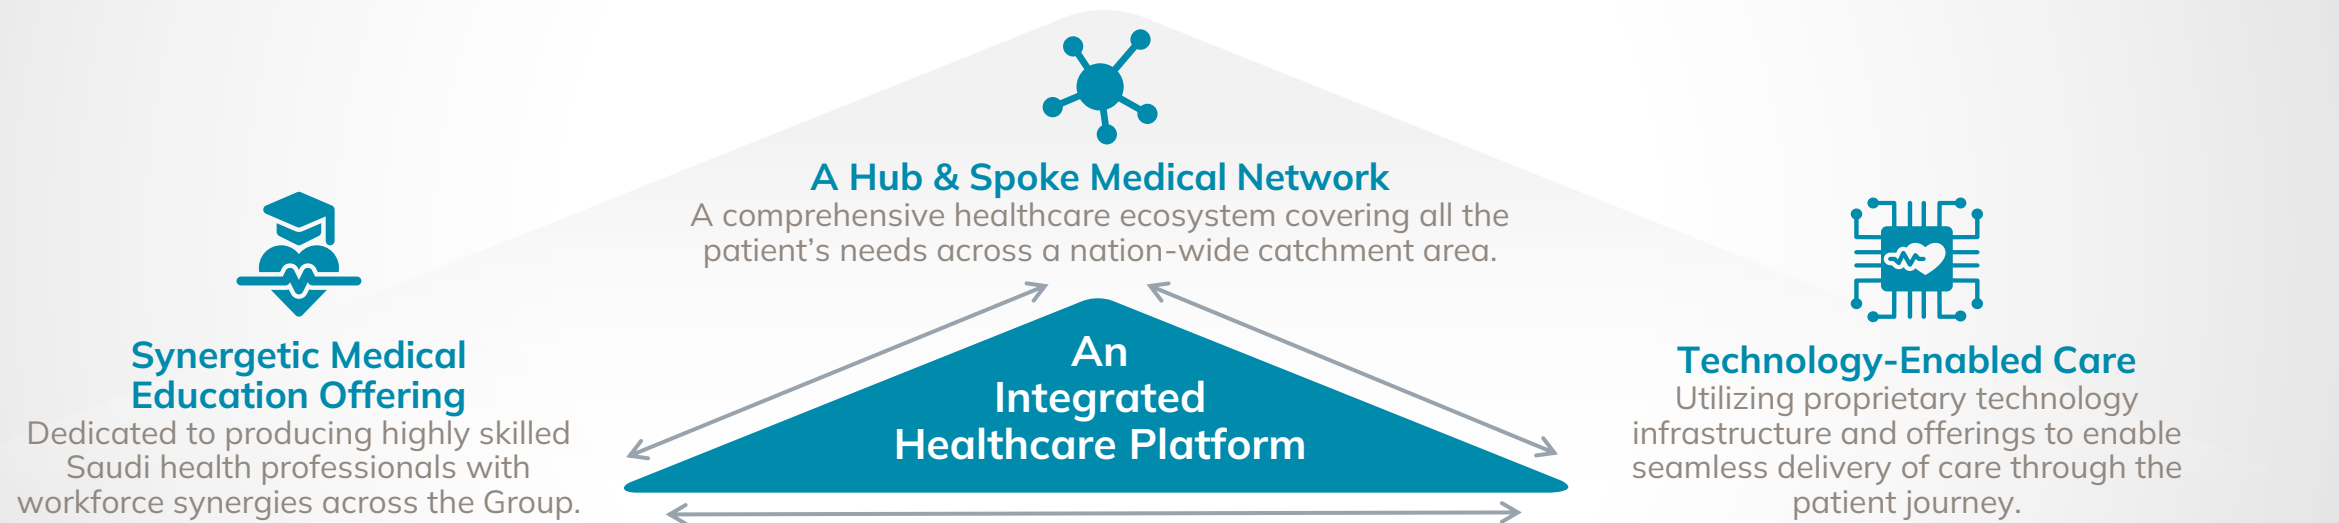 A Hub & Spoke Medical Network
A comprehensive healthcare ecosystem covering all the
patient's needs across a nation-wide catchment area.
Synergetic Medical
Education Offering
Dedicated to producing highly skilled
Saudi health professionals with
workforce synergies across the Group.
An
Integrated
Healthcare Platform
Technology-Enabled Care
Utilizing proprietary technology
infrastructure and offerings to enable
seamless delivery of care through the
patient journey.